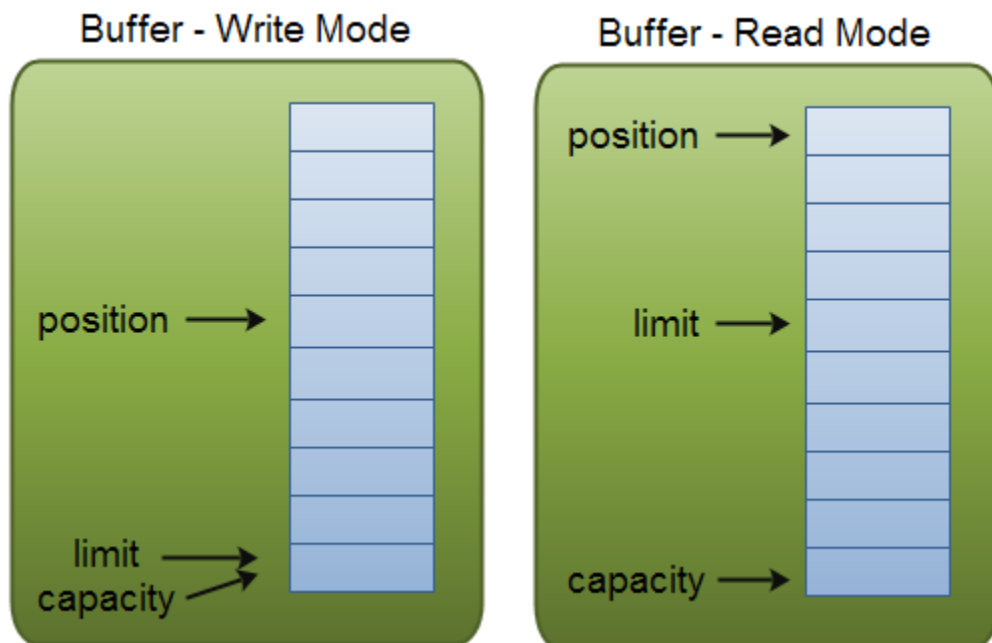 Buffer - Write Mode
position
limit
capacity
Buffer - Read Mode
position
limit
capacity